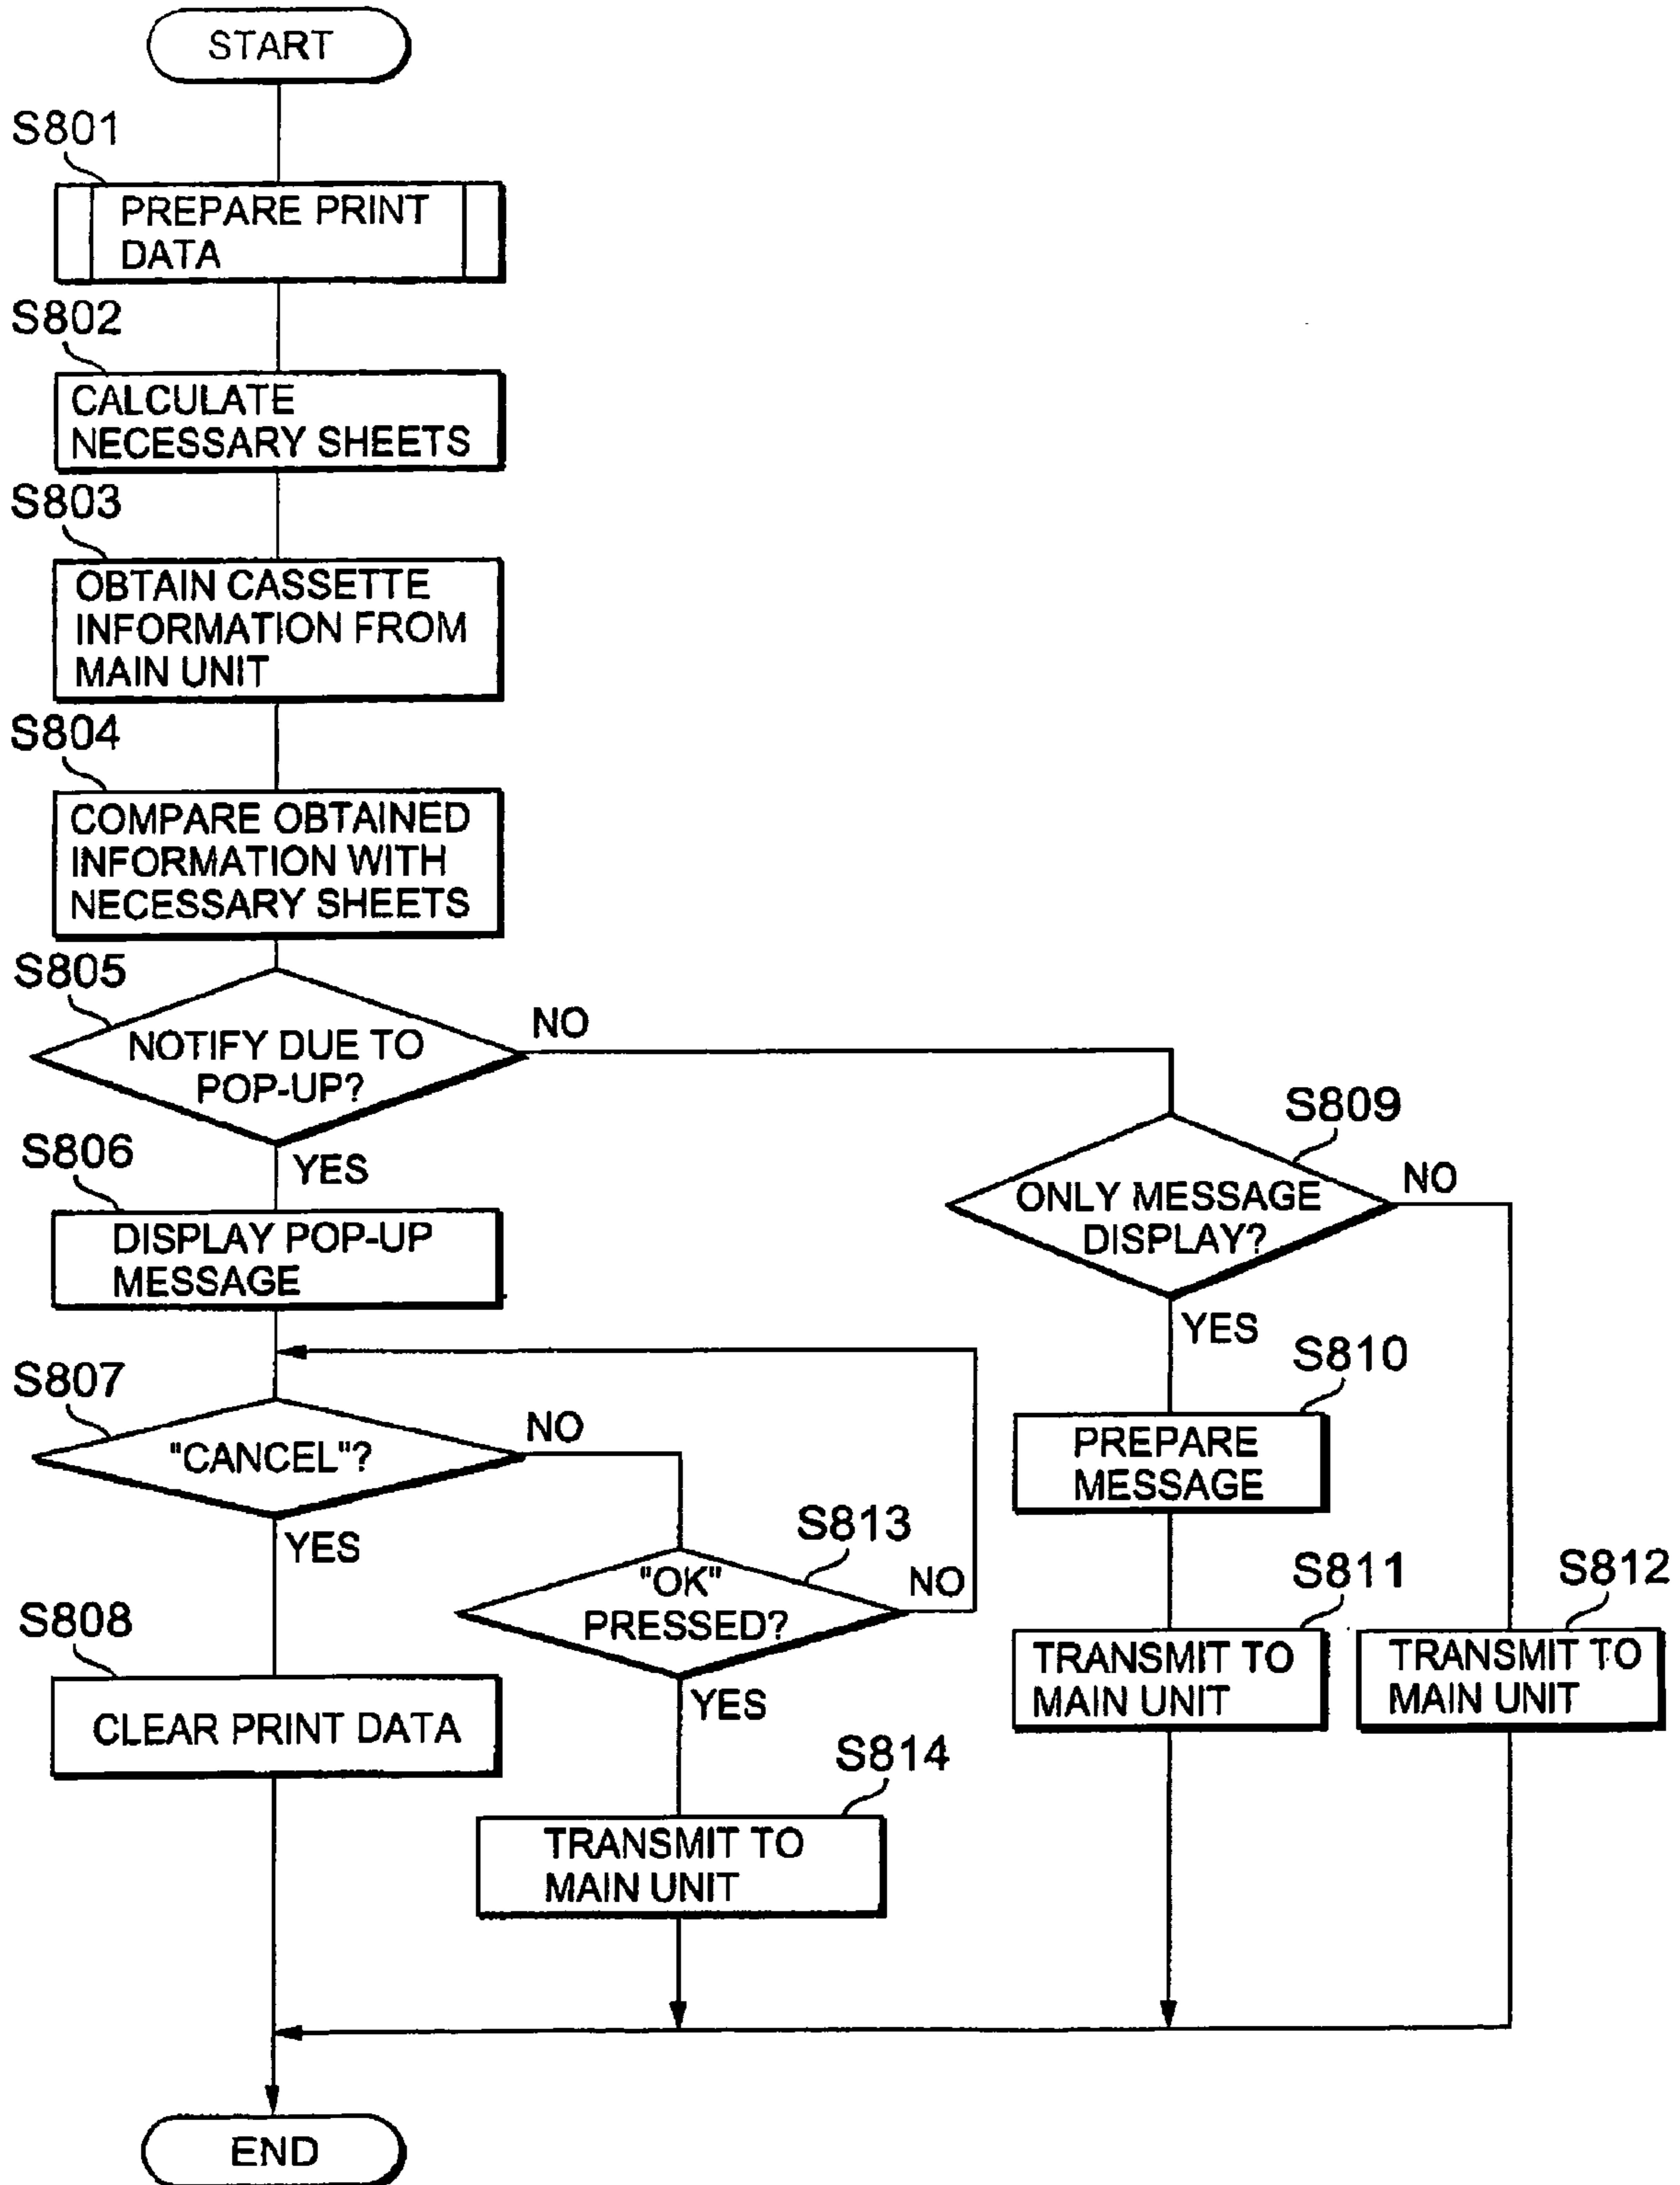 START
S801
PREPARE PRINT
DATA
S802
CALCULATE
NECESSARY SHEETS
S803
OBTAIN CASSETTE
INFORMATION FROM
MAIN UNIT
S804
COMPARE OBTAINED
INFORMATION WITH
NECESSARY SHEETS
S805
NOTIFY DUE TO
POP-UP?
NO
YES
S806
DISPLAY POP-UP
MESSAGE
S807
"CANCEL"?
NO
YES
S808
CLEAR PRINT DATA
S813
"OK"
PRESSED?
NO
YES
S814
TRANSMIT TO
MAIN UNIT
S809
ONLY MESSAGE
DISPLAY?
NO
YES
S810
PREPARE
MESSAGE
S811
TRANSMIT TO
MAIN UNIT
S812
TRANSMIT TO
MAIN UNIT
END